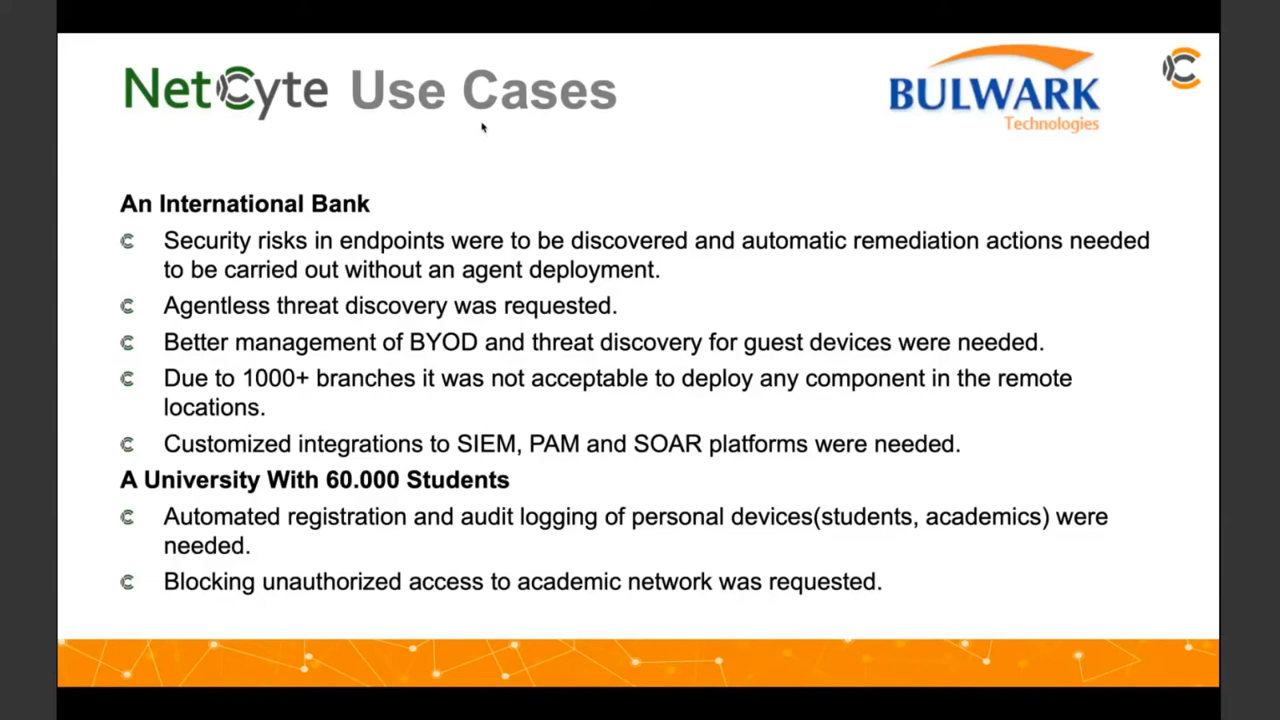 NetCyte Use Cases
BULWARK
Technologies
An International Bank
Security risks in endpoints were to be discovered and automatic remediation actions needed
to be carried out without an agent deployment.
Agentless threat discovery was requested.
Better management of BYOD and threat discovery for guest devices were needed.
Due to 1000+ branches it was not acceptable to deploy any component in the remote
locations.
Customized integrations to SIEM, PAM and SOAR platforms were needed.
A University With 60.000 Students
Automated registration and audit logging of personal devices(students, academics) were
needed.
Blocking unauthorized access to academic network was requested.